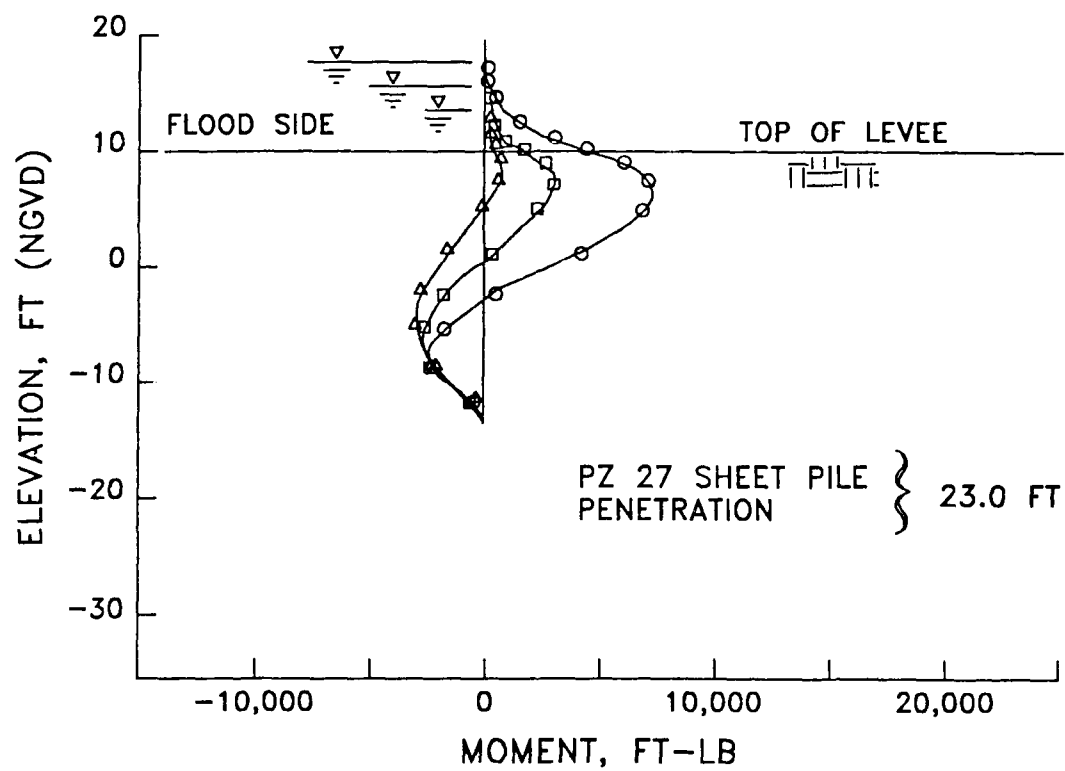 20
FLOOD SIDE
TOP OF LEVEE
10
0
-10
PZ 27 SHEET PILE
PENETRATION
23.0 FT
-20
-30
ELEVATION, FT (NGVD)
-10,000
0
10,000
20,000
MOMENT, FT-LB